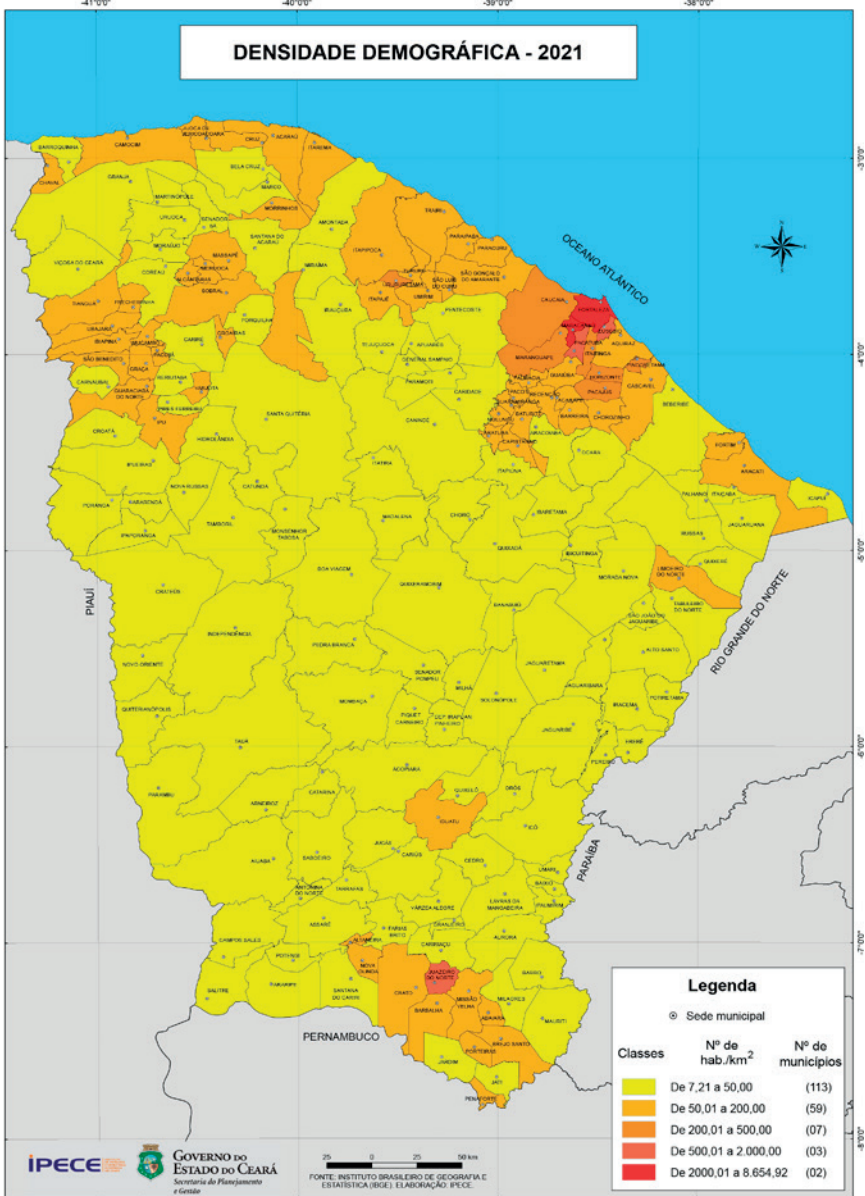 -41°0'0"
-40°0'0"
-39°0'0"
-38°0'0"
DENSIDADE DEMOGRÁFICA - 2021
-3°0'0"
-4°0'0"
-5°0'0"
-6°0'0"
-7°0'0"
-8°0'0"
OCEANO ATLÂNTICO
PIAUÍ
RIO GRANDE DO NORTE
PARAÍBA
PERNAMBUCO
BARROQUINHA
CAMOCIM
ACARAÚ
CRUZ
ITAREMA
CHAVAL
GRANJA
BELA CRUZ
MARCO
MARTINÓPOLE
MORRINHOS
URUOCA
SENADOR
SÁ
AMONTADA
TRAIRI
MORAÚJO
SANTANA DO
ACARAÚ
ITAPIPOCA
PARAIPABA
PARACURU
VIÇOSA DO CEARÁ
COREAÚ
MASSAPÊ
MERUOCA
ALCÂNTARAS
MIRAÍMA
SÃO GONÇALO
DO AMARANTE
SÃO LUÍS
DO CURU
UMIRIM
ITAPAJÉ
SOBRAL
TIANGUÁ
FRECHEIRINHA
IRAUÇUBA
PENTECOSTE
CAUCAIA
FORTALEZA
FORQUILHA
UBAJARA
IBIAPINA
MUCAMBO
PACUJÁ
CARIRÉ
GROAÍRAS
TEJUÇUOCA
APUIARÉS
GENERAL SAMPAIO
MARANGUAPE
AQUIRAZ
SÃO BENEDITO
GRAÇA
RERIUTABA
VARJOTA
CARNAUBAL
GUARACIABA
DO NORTE
PIRES FERREIRA
IPU
PARAMOTI
CARIDADE
HORIZONTE
PACAJUS
CASCAVEL
BEBERIBE
CHOROZINHO
BARREIRA
REDENÇÃO
ACARAPE
BATURITÉ
ARACOIABA
SANTA QUITÉRIA
CANINDÉ
CROATÁ
HIDROLÂNDIA
IPUEIRAS
OCARA
FORTIM
ARACATI
ITATIRA
ITAPIÚNA
NOVA RUSSAS
CATUNDA
PORANGA
ARARENDÁ
TAMBORIL
MONSENHOR
TABOSA
MADALENA
CHORÓ
IBARETAMA
PALHANO
ITAIÇABA
ICAPUÍ
JAGUARUANA
RUSSAS
IPAPORANGA
QUIXADÁ
IBICUITINGA
QUIXERÉ
CRATEÚS
BOA VIAGEM
QUIXERAMOBIM
MORADA NOVA
LIMOEIRO
DO NORTE
TABULEIRO
DO NORTE
BANABUIÚ
SÃO JOÃO DO
JAGUARIBE
INDEPENDÊNCIA
PEDRA BRANCA
NOVO ORIENTE
SENADOR
POMPEU
JAGUARETAMA
ALTO SANTO
MOMBAÇA
MILHÃ
SOLONÓPOLE
JAGUARIBARA
POTIRETAMA
IRACEMA
QUITERIANÓPOLIS
PIQUET
CARNEIRO
DEP. IRAPUAN
PINHEIRO
JAGUARIBE
TAUÁ
ERERÊ
PEREIRO
ACOPIARA
PARAMBU
CATARINA
ARNEIROZ
QUIXELÔ
ORÓS
IGUATU
ICÓ
JUCÁS
CARIÚS
AIUABA
SABOEIRO
CEDRO
UMARI
BAIXIO
IPAUMIRIM
ANTONINA
DO NORTE
TARRAFAS
VÁRZEA ALEGRE
LAVRAS DA
MANGABEIRA
ASSARÉ
FARIAS
BRITO
GRANJEIRO
AURORA
CAMPOS SALES
POTENGI
ALTANEIRA
CARIRIAÇU
NOVA
OLINDA
SALITRE
ARARIPE
SANTANA
DO CARIRI
CRATO
JUAZEIRO
DO NORTE
BARRO
MISSÃO
VELHA
MILAGRES
BARBALHA
ABAIARA
MAURITI
BREJO SANTO
PORTEIRAS
JARDIM
JATI
PENAFORTE
Legenda
Sede municipal
Classes
Nº de
hab./km²
Nº de
municípios
De 7,21 a 50,00 (113)
De 50,01 a 200,00 (59)
De 200,01 a 500,00 (07)
De 500,01 a 2.000,00 (03)
De 2000,01 a 8.654,92 (02)
IPECE
GOVERNO DO
ESTADO DO CEARÁ
Secretaria do Planejamento
e Gestão
25 0 25 50 km
FONTE: INSTITUTO BRASILEIRO DE GEOGRAFIA E
ESTATÍSTICA (IBGE). ELABORAÇÃO: IPECE.